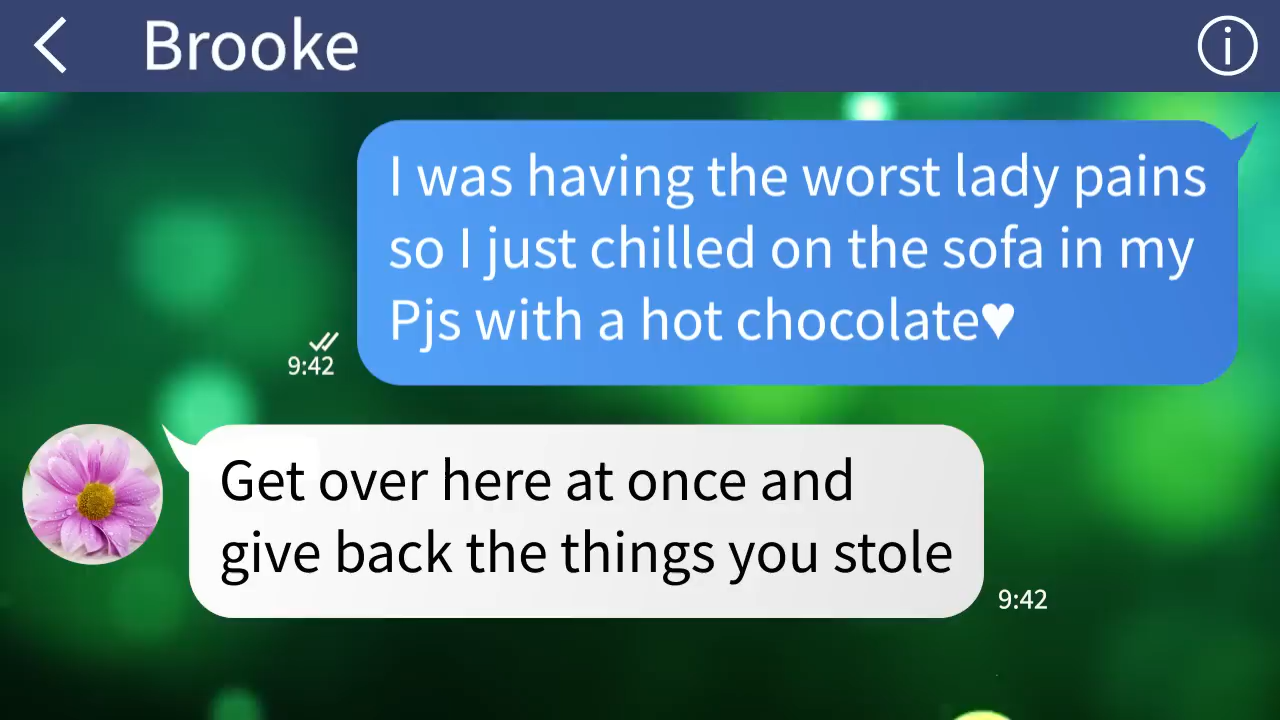 Brooke
I was having the worst lady pains
so I just chilled on the sofa in my
Pjs with a hot chocolate♥
9:42
Get over here at once and
give back the things you stole
9:42